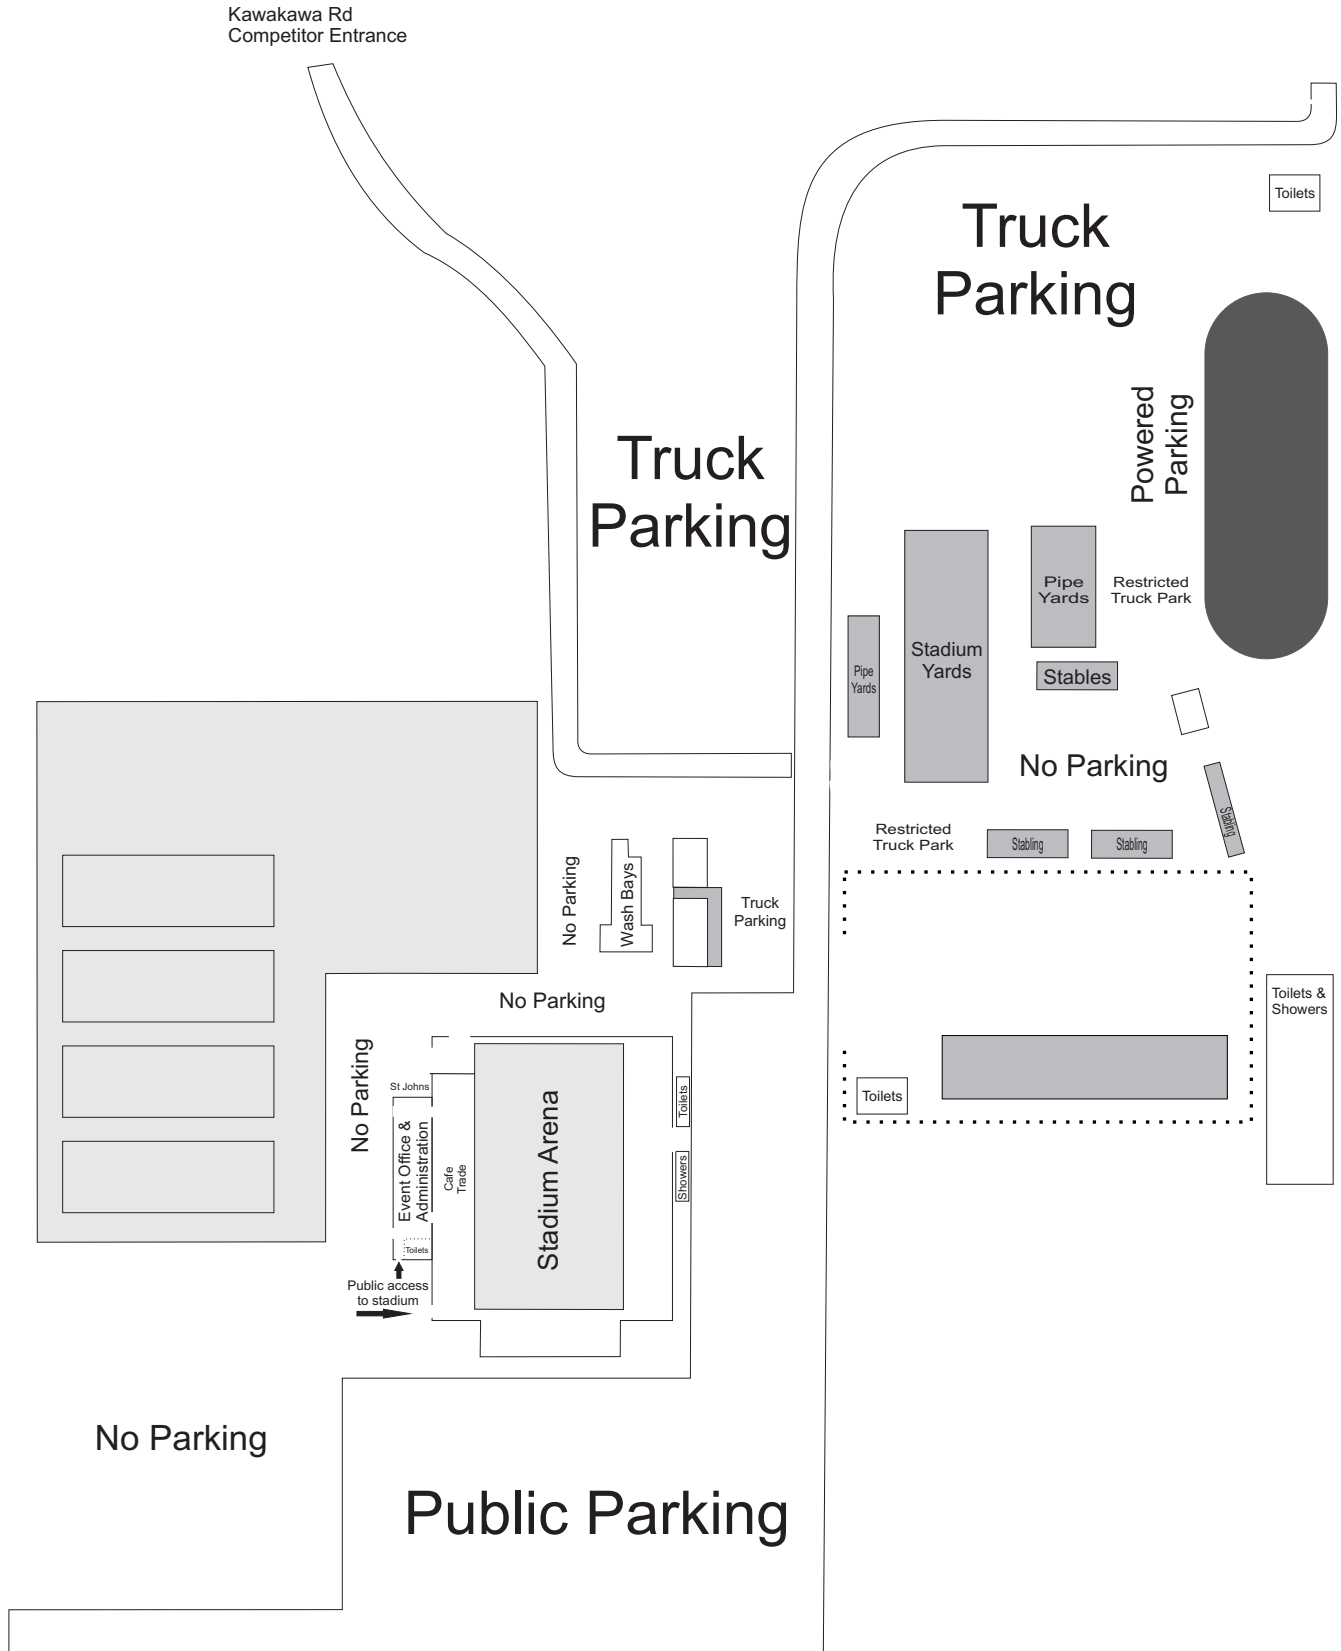 Kawakawa Rd
Competitor Entrance
Toilets
Truck
Parking
Powered
Parking
Truck
Parking
Pipe
Yards
Restricted
Truck Park
Stadium
Yards
Pipe
Yards
Stables
No Parking
Stabling
Restricted
Truck Park
Stabling
Stabling
No Parking
Wash Bays
Truck
Parking
No Parking
Toilets &
Showers
No Parking
St Johns
Event Office &
Administration
Cafe
Trade
Stadium Arena
Toilets
Showers
Toilets
Toilets
Public access
to stadium
No Parking
Public Parking